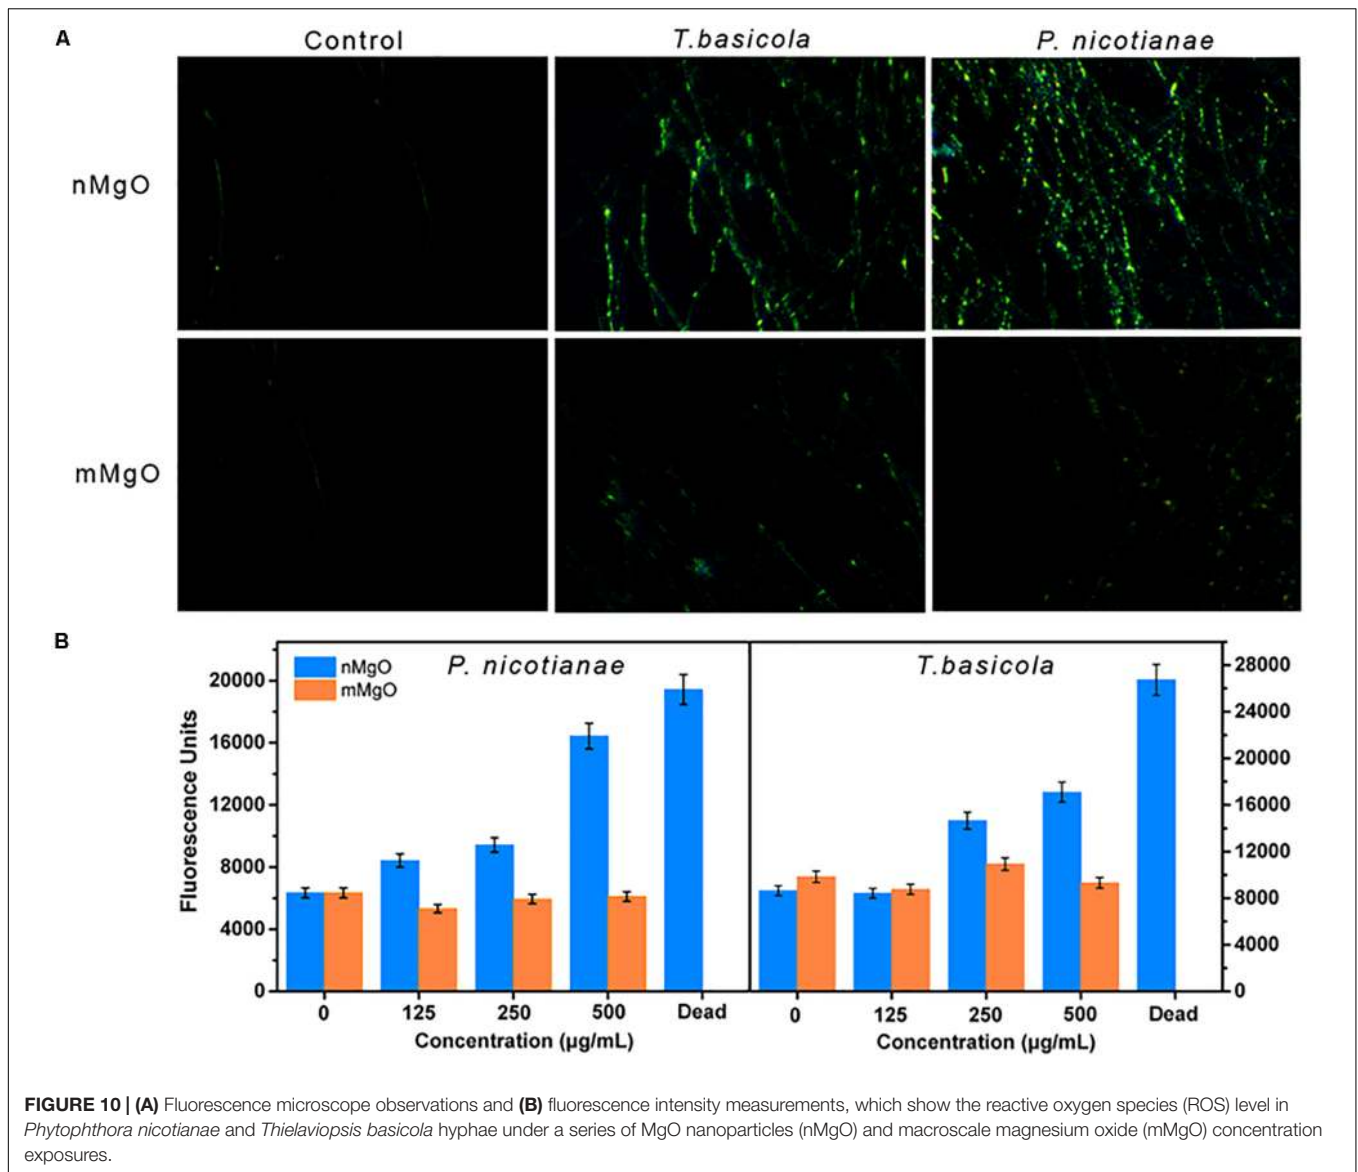 A
Control
T.basicola
P. nicotianae
nMgO
mMgO
B
nMgO
mMgO
P. nicotianae
T.basicola
Fluorescence Units
20000
16000
12000
8000
4000
0
28000
24000
20000
16000
12000
8000
4000
0
0 125 250 500 Dead
0 125 250 500 Dead
Concentration (μg/mL)
Concentration (μg/mL)
FIGURE 10 | (A) Fluorescence microscope observations and (B) fluorescence intensity measurements, which show the reactive oxygen species (ROS) level in
Phytophthora nicotianae and Thielaviopsis basicola hyphae under a series of MgO nanoparticles (nMgO) and macroscale magnesium oxide (mMgO) concentration
exposures.